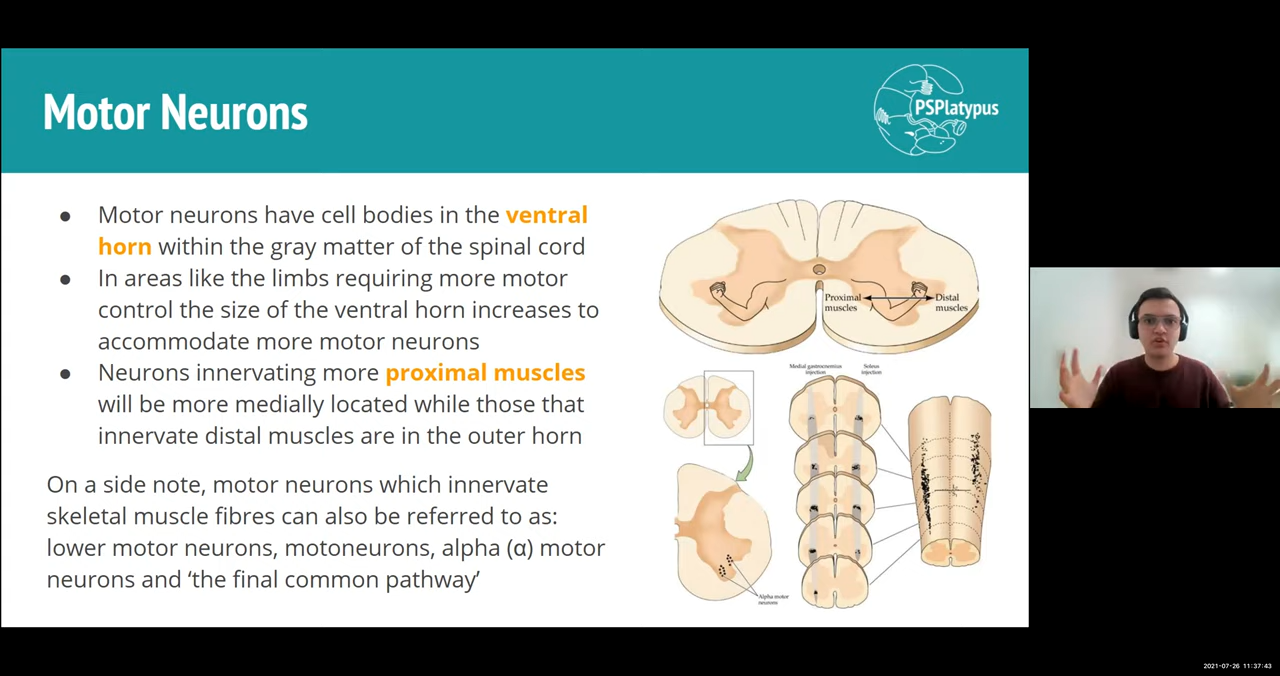 Motor Neurons
PSPlatypus
● Motor neurons have cell bodies in the ventral
horn within the gray matter of the spinal cord
● In areas like the limbs requiring more motor
control the size of the ventral horn increases to
accommodate more motor neurons
● Neurons innervating more proximal muscles
will be more medially located while those that
innervate distal muscles are in the outer horn
On a side note, motor neurons which innervate
skeletal muscle fibres can also be referred to as:
lower motor neurons, motoneurons, alpha (α) motor
neurons and ‘the final common pathway’
Proximal
muscles
Distal
muscles
Medial gastrocnemius
injection
Soleus
injection
Alpha motor
neurons
2021-07-26 11:37:43